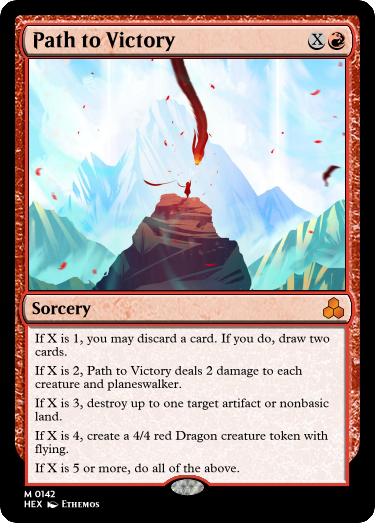 Path to Victory X
Sorcery
If X is 1, you may discard a card. If you do, draw two
cards.
If X is 2, Path to Victory deals 2 damage to each
creature and planeswalker.
If X is 3, destroy up to one target artifact or nonbasic
land.
If X is 4, create a 4/4 red Dragon creature token with
flying.
If X is 5 or more, do all of the above.
M 0142
HEX Ethemos